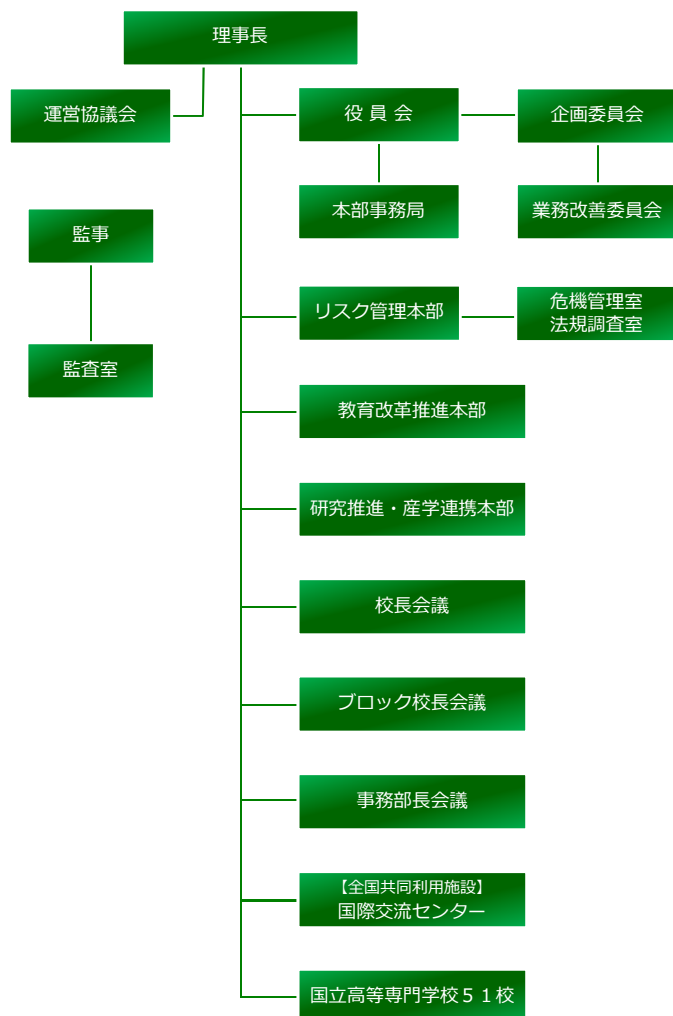 理事長
運営協議会
役 員 会
企画委員会
本部事務局
業務改善委員会
監事
監査室
リスク管理本部
危機管理室
法規調査室
教育改革推進本部
研究推進・産学連携本部
校長会議
ブロック校長会議
事務部長会議
【全国共同利用施設】
国際交流センター
国立高等専門学校５１校